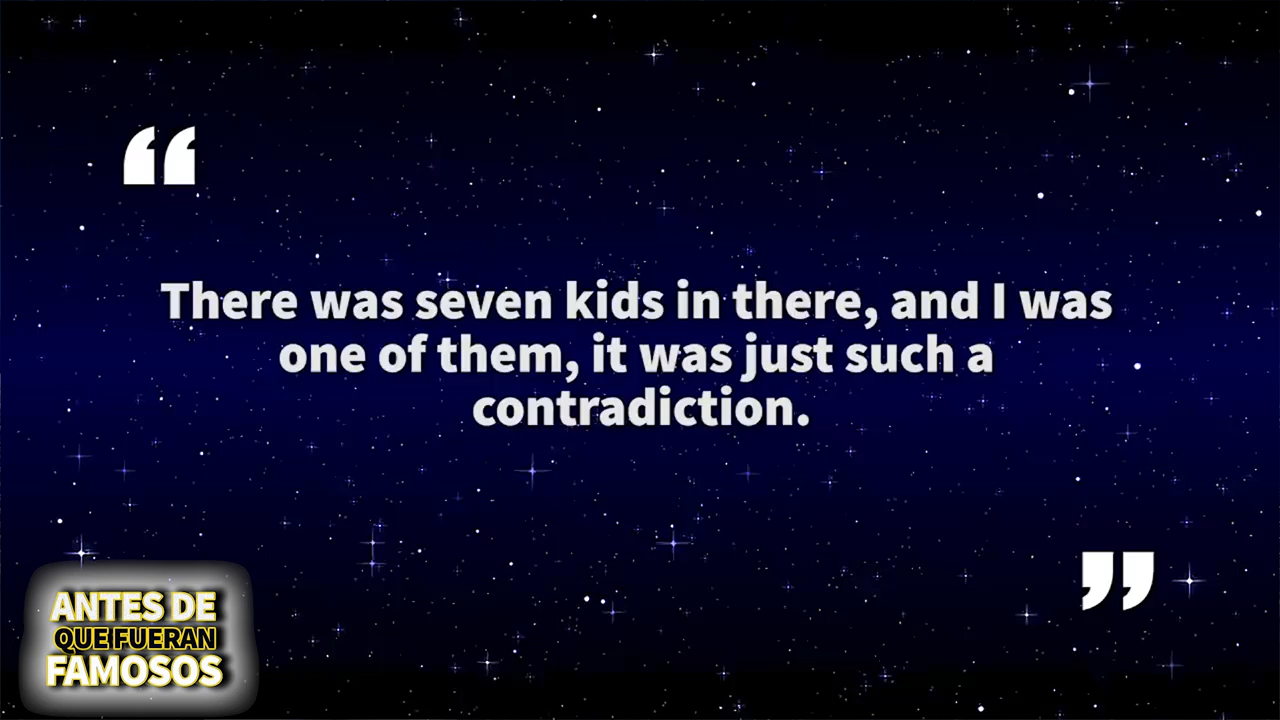 “
There was seven kids in there, and I was
one of them, it was just such a
contradiction.
”
ANTES DE
QUE FUERAN
FAMOSOS